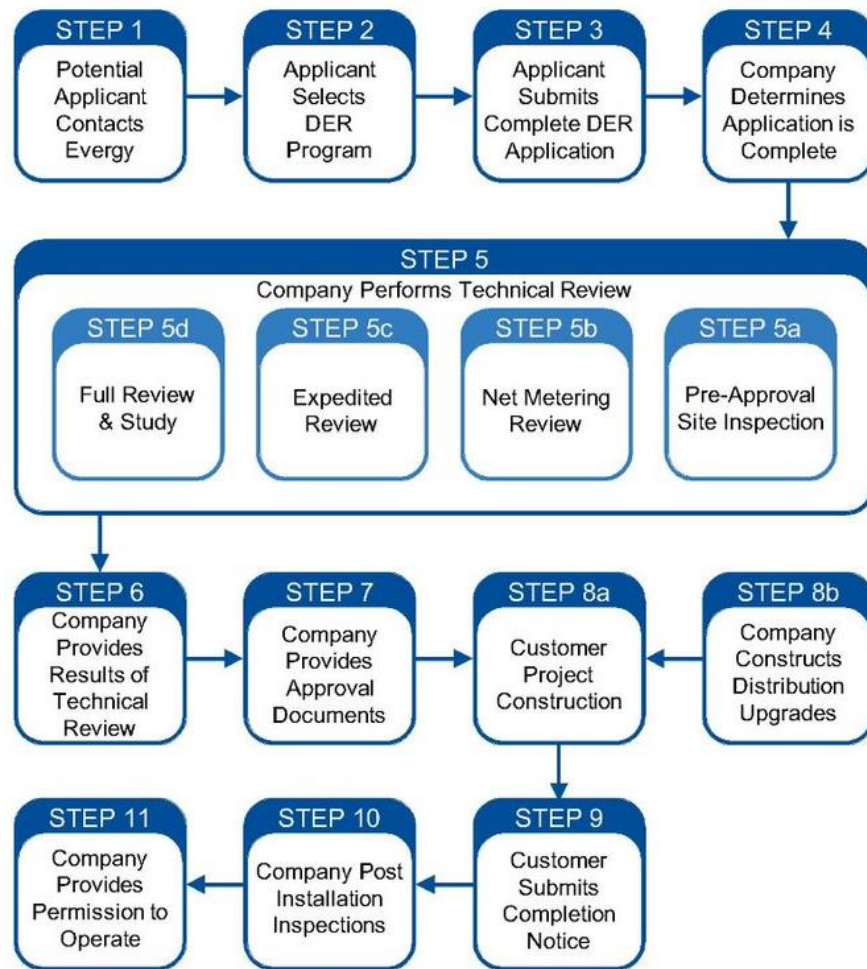 STEP 1
Potential
Applicant
Contacts
Evergy
STEP 2
Applicant
Selects
DER
Program
STEP 3
Applicant
Submits
Complete DER
Application
STEP 4
Company
Determines
Application is
Complete
STEP 5
Company Performs Technical Review
STEP 5d
Full Review
& Study
STEP 5c
Expedited
Review
STEP 5b
Net Metering
Review
STEP 5a
Pre-Approval
Site Inspection
STEP 6
Company
Provides
Results of
Technical
Review
STEP 7
Company
Provides
Approval
Documents
STEP 8a
Customer
Project
Construction
STEP 8b
Company
Constructs
Distribution
Upgrades
STEP 11
Company
Provides
Permission to
Operate
STEP 10
Company Post
Installation
Inspections
STEP 9
Customer
Submits
Completion
Notice